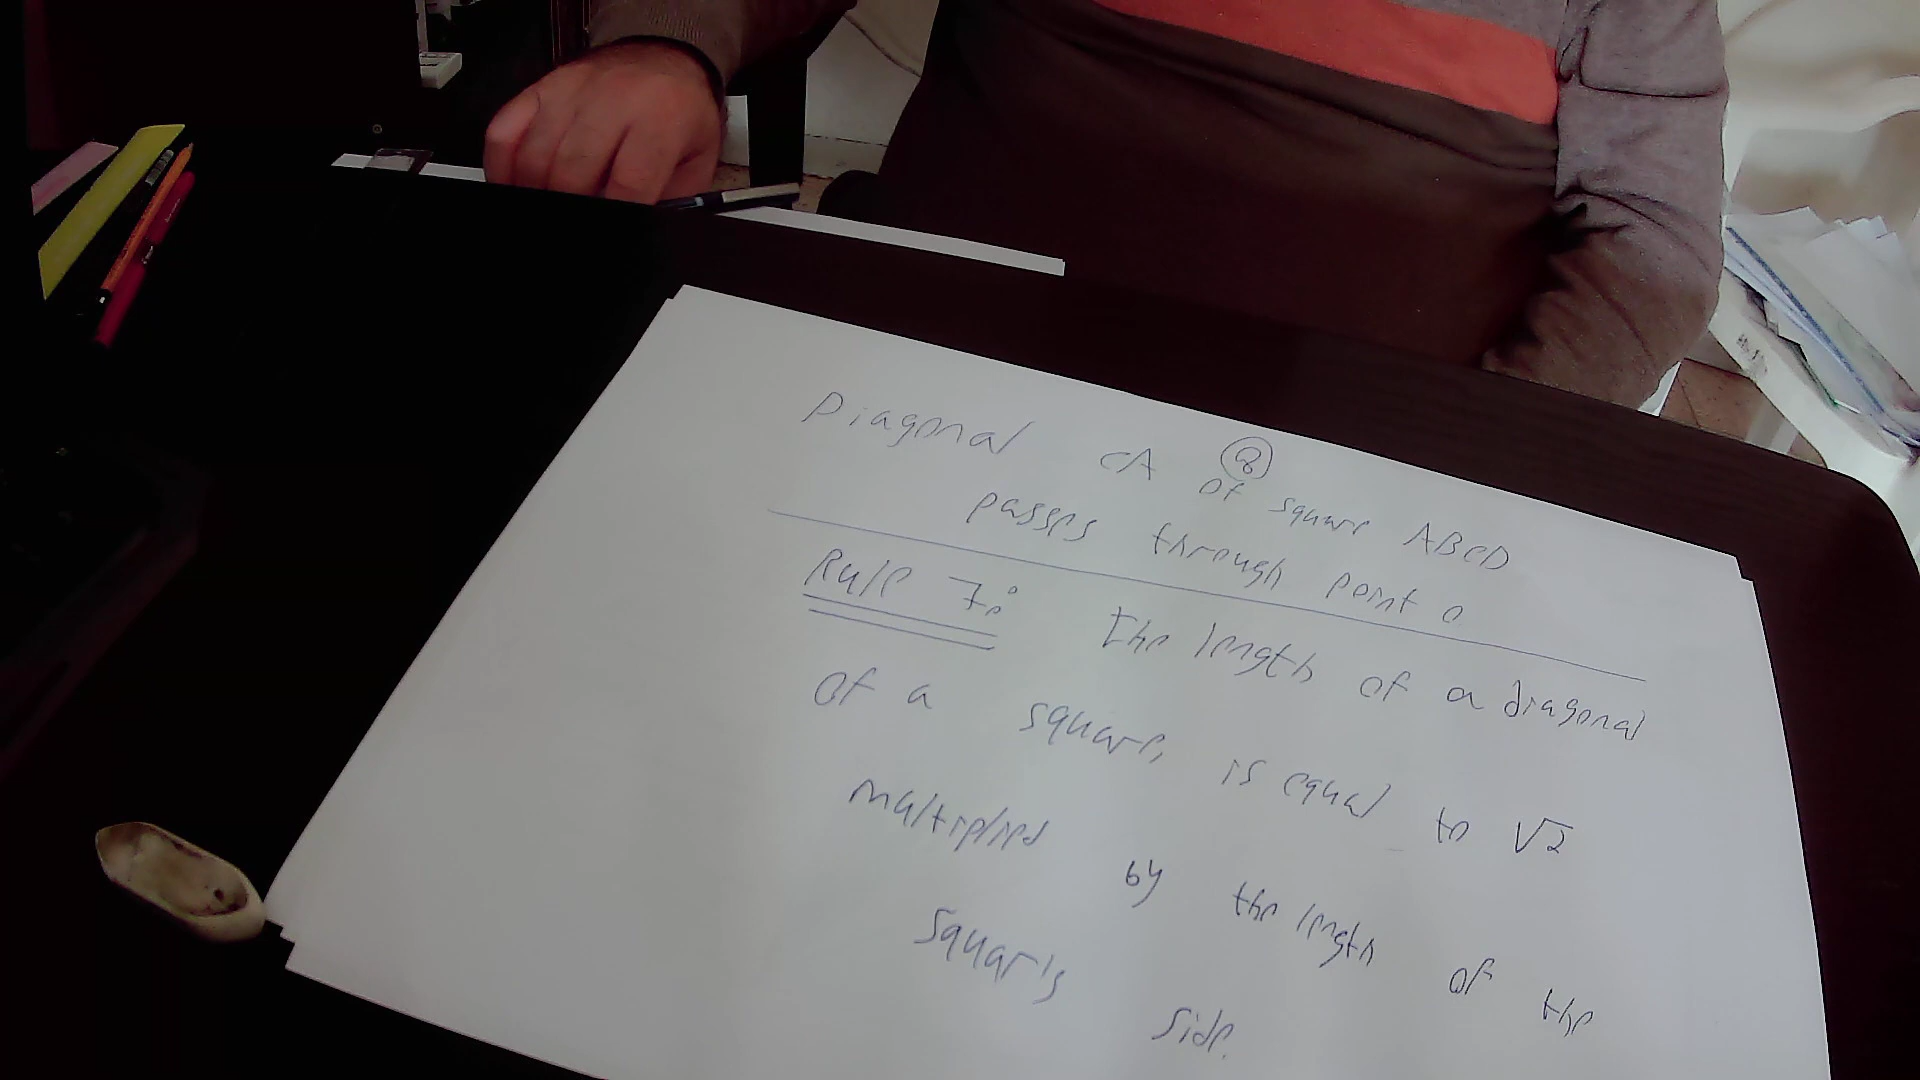 Diagonal CA of square ABCD
passes through point O
Rule 7: The length of a diagonal
of a square, is equal to √2
multiplied by the length of the
square's side.